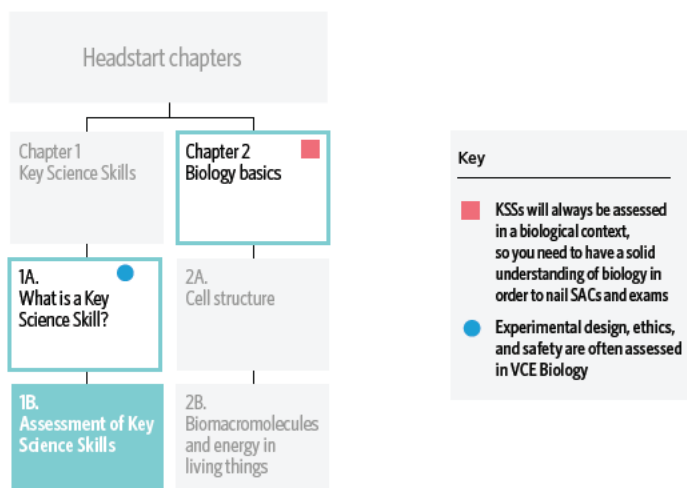 Headstart chapters
Chapter 1
Key Science Skills
Chapter 2
Biology basics
1A.
What is a Key
Science Skill?
2A.
Cell structure
1B.
Assessment of Key
Science Skills
2B.
Biomacromolecules
and energy in
living things
Key
KSSs will always be assessed
in a biological context,
so you need to have a solid
understanding of biology in
order to nail SACs and exams
Experimental design, ethics,
and safety are often assessed
in VCE Biology